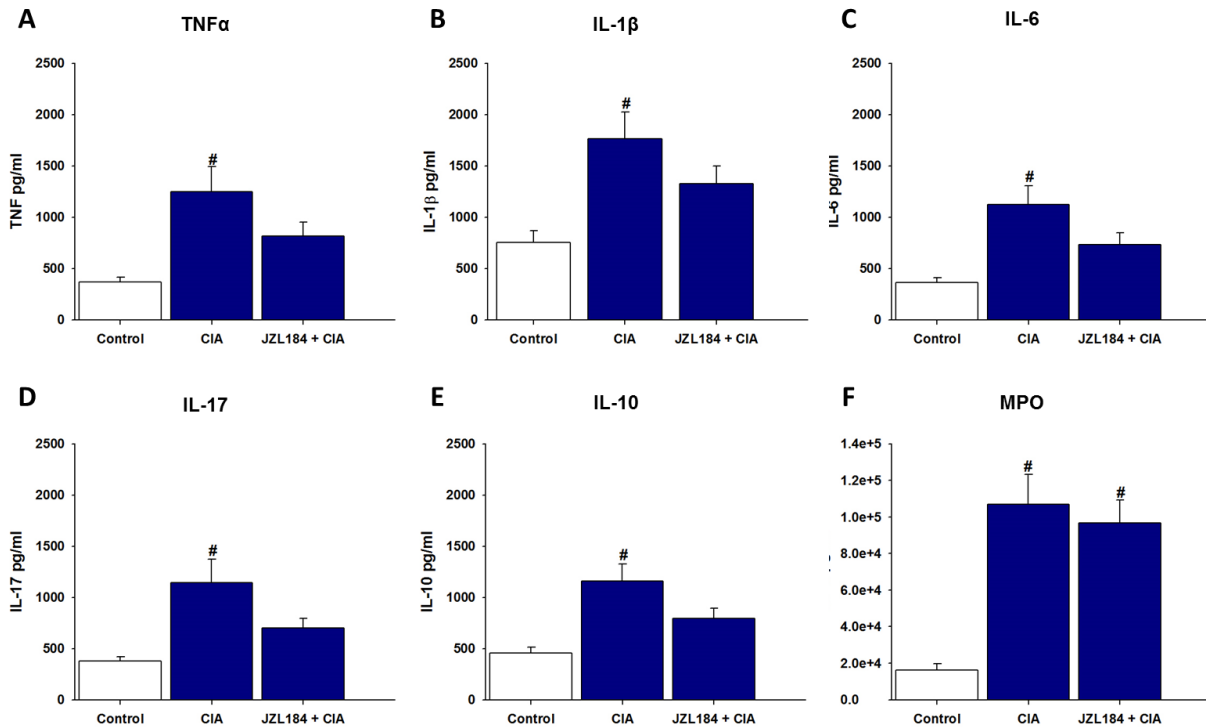 A
TNFα
TNF pg/ml
2500
2000
1500
1000
500
0
#
Control
CIA
JZL184 + CIA
B
IL-1β
IL-1β pg/ml
2500
2000
1500
1000
500
0
#
Control
CIA
JZL184 + CIA
C
IL-6
IL-6 pg/ml
2500
2000
1500
1000
500
0
#
Control
CIA
JZL184 + CIA
D
IL-17
IL-17 pg/ml
2500
2000
1500
1000
500
0
#
Control
CIA
JZL184 + CIA
E
IL-10
IL-10 pg/ml
2500
2000
1500
1000
500
0
#
Control
CIA
JZL184 + CIA
F
MPO
1.4e+5
1.2e+5
1.0e+5
8.0e+4
6.0e+4
4.0e+4
2.0e+4
0.0
#
#
Control
CIA
JZL184 + CIA